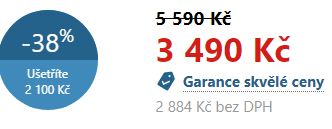 -38%
Ušetříte
2 100 Kč
5 590 Kč
3 490 Kč
Garance skvělé ceny
2 884 Kč bez DPH